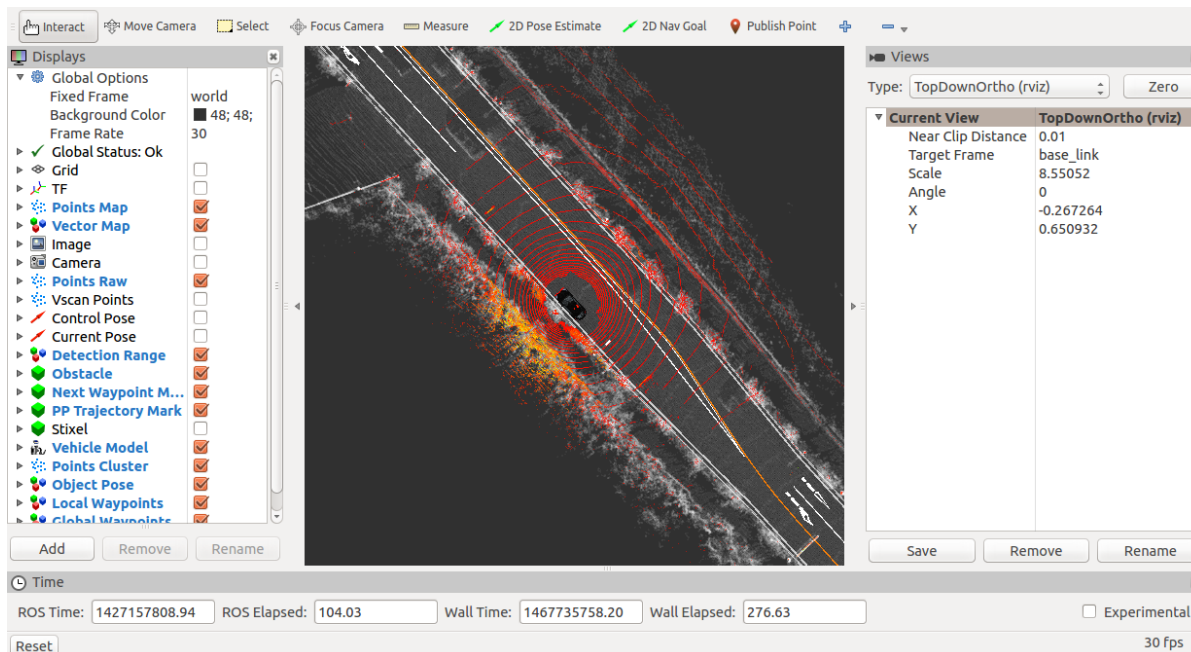 Interact Move Camera Select Focus Camera Measure 2D Pose Estimate 2D Nav Goal Publish Point
Displays
Global Options
Fixed Frame world
Background Color 48; 48;
Frame Rate 30
Global Status: Ok
Grid
TF
Points Map
Vector Map
Image
Camera
Points Raw
Vscan Points
Control Pose
Current Pose
Detection Range
Obstacle
Next Waypoint M...
PP Trajectory Mark
Stixel
Vehicle Model
Points Cluster
Object Pose
Local Waypoints
Global Waypoints
Add Remove Rename
Views
Type: TopDownOrtho (rviz) Zero
Current View TopDownOrtho (rviz)
Near Clip Distance 0.01
Target Frame base_link
Scale 8.55052
Angle 0
X -0.267264
Y 0.650932
Save Remove Rename
Time
ROS Time: 1427157808.94 ROS Elapsed: 104.03 Wall Time: 1467735758.20 Wall Elapsed: 276.63 Experimental
Reset 30 fps